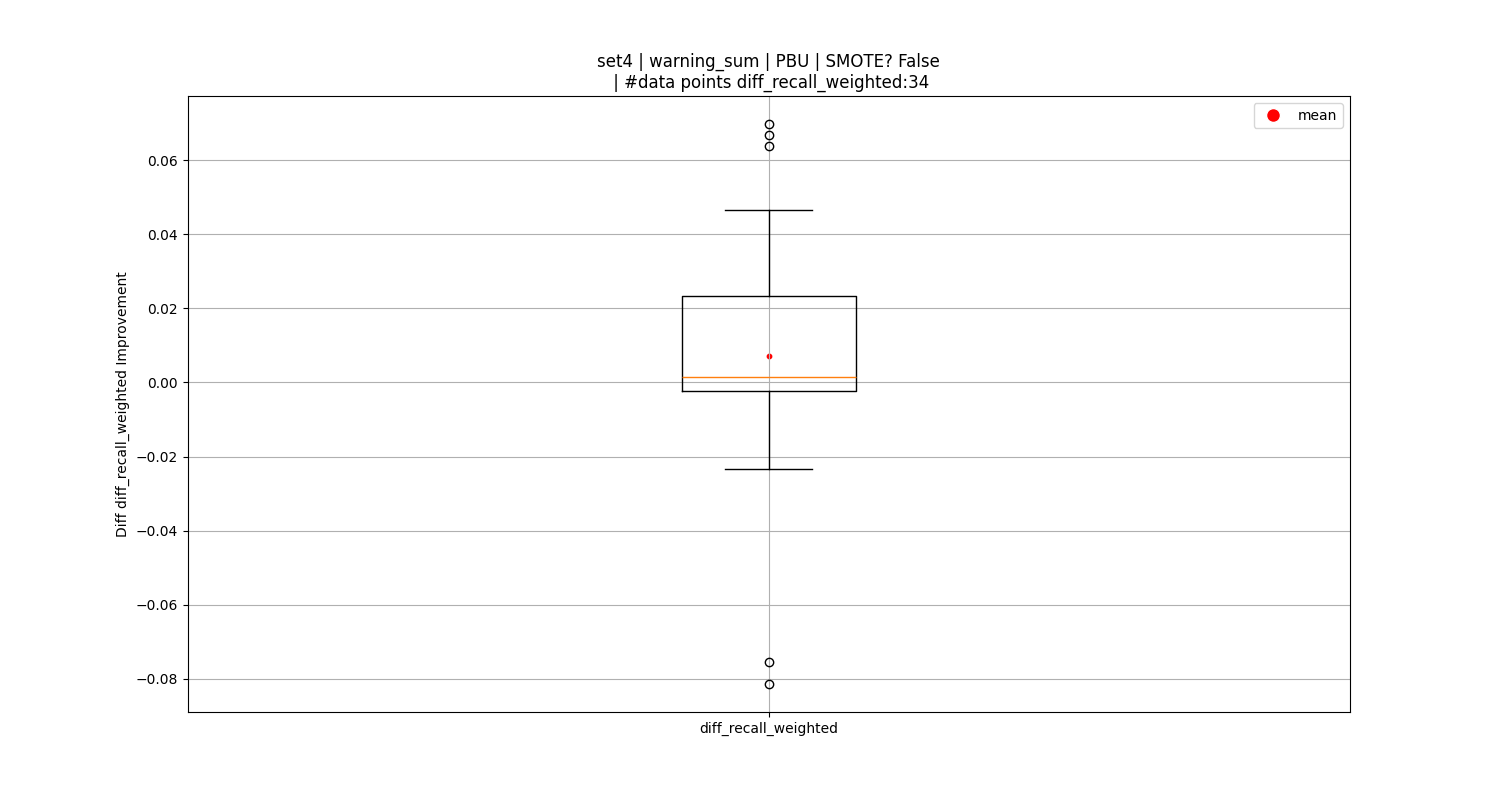 set4 | warning_sum | PBU | SMOTE? False
| #data points diff_recall_weighted:34
mean
0.06
0.04
0.02
0.00
−0.02
−0.04
−0.06
−0.08
Diff diff_recall_weighted Improvement
diff_recall_weighted